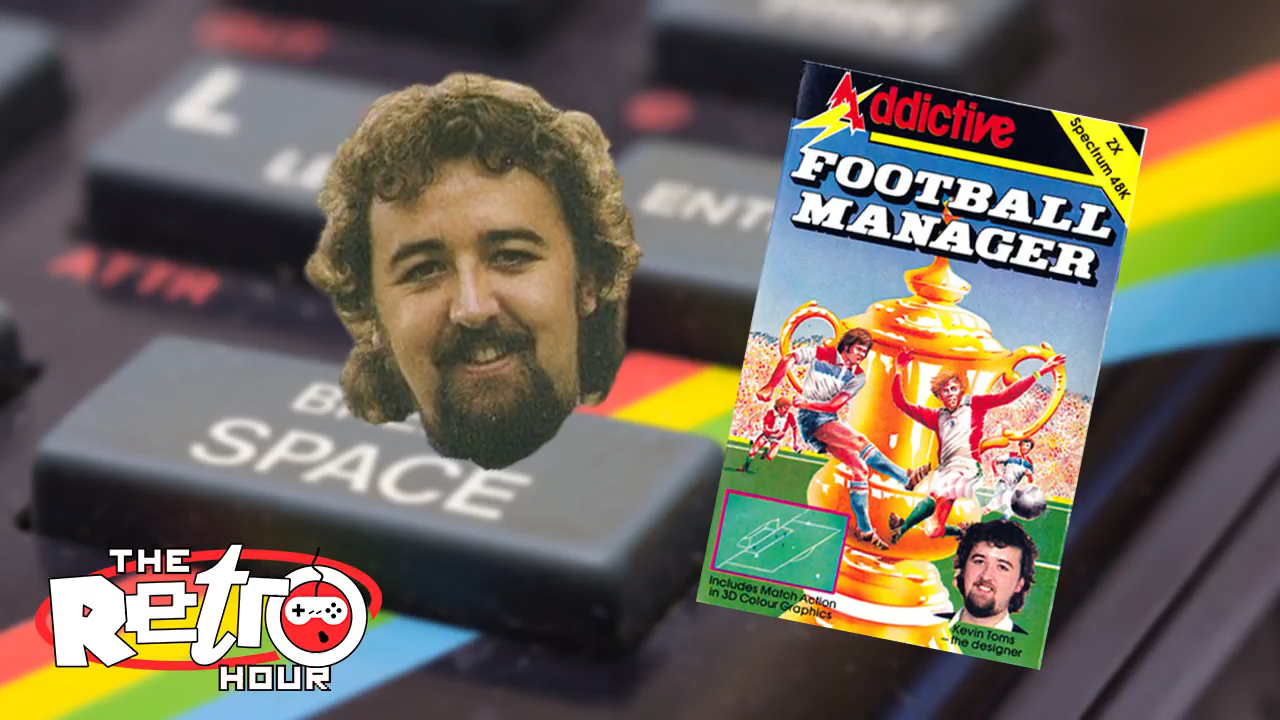 L
ENT
ATTR
SPACE
Addictive
ZX
Spectrum 48K
FOOTBALL
MANAGER
Includes Match Action
in 3D Colour Graphics
Kevin Toms
– the designer
THE
Retro
HOUR